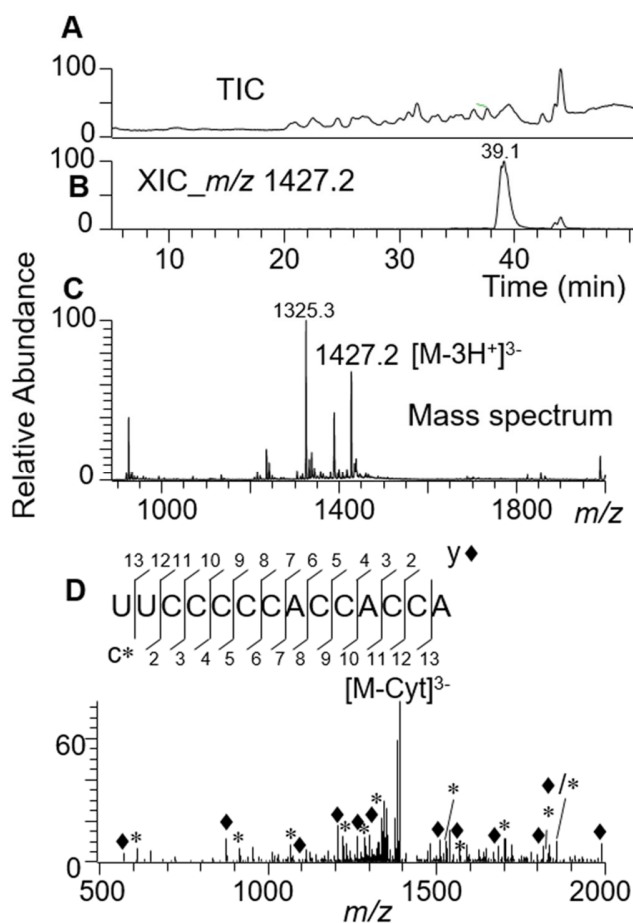 A
100
0
TIC
B
100
0
XIC_m/z 1427.2
39.1
10 20 30 40
Time (min)
Relative Abundance
C
100
0
1325.3
1427.2 [M-3H⁺]³⁻
Mass spectrum
1000 1400 1800 m/z
D
13 12 11 10 9 8 7 6 5 4 3 2 y ♦
UUCCCCCACCACCA
c* 2 3 4 5 6 7 8 9 10 11 12 13
[M-Cyt]³⁻
60
0
♦ * ♦ * * ♦ ♦ * ♦ * ♦ * ♦ * ♦ * ♦ * ♦ ♦ / * * ♦
500 1000 1500 2000
m/z